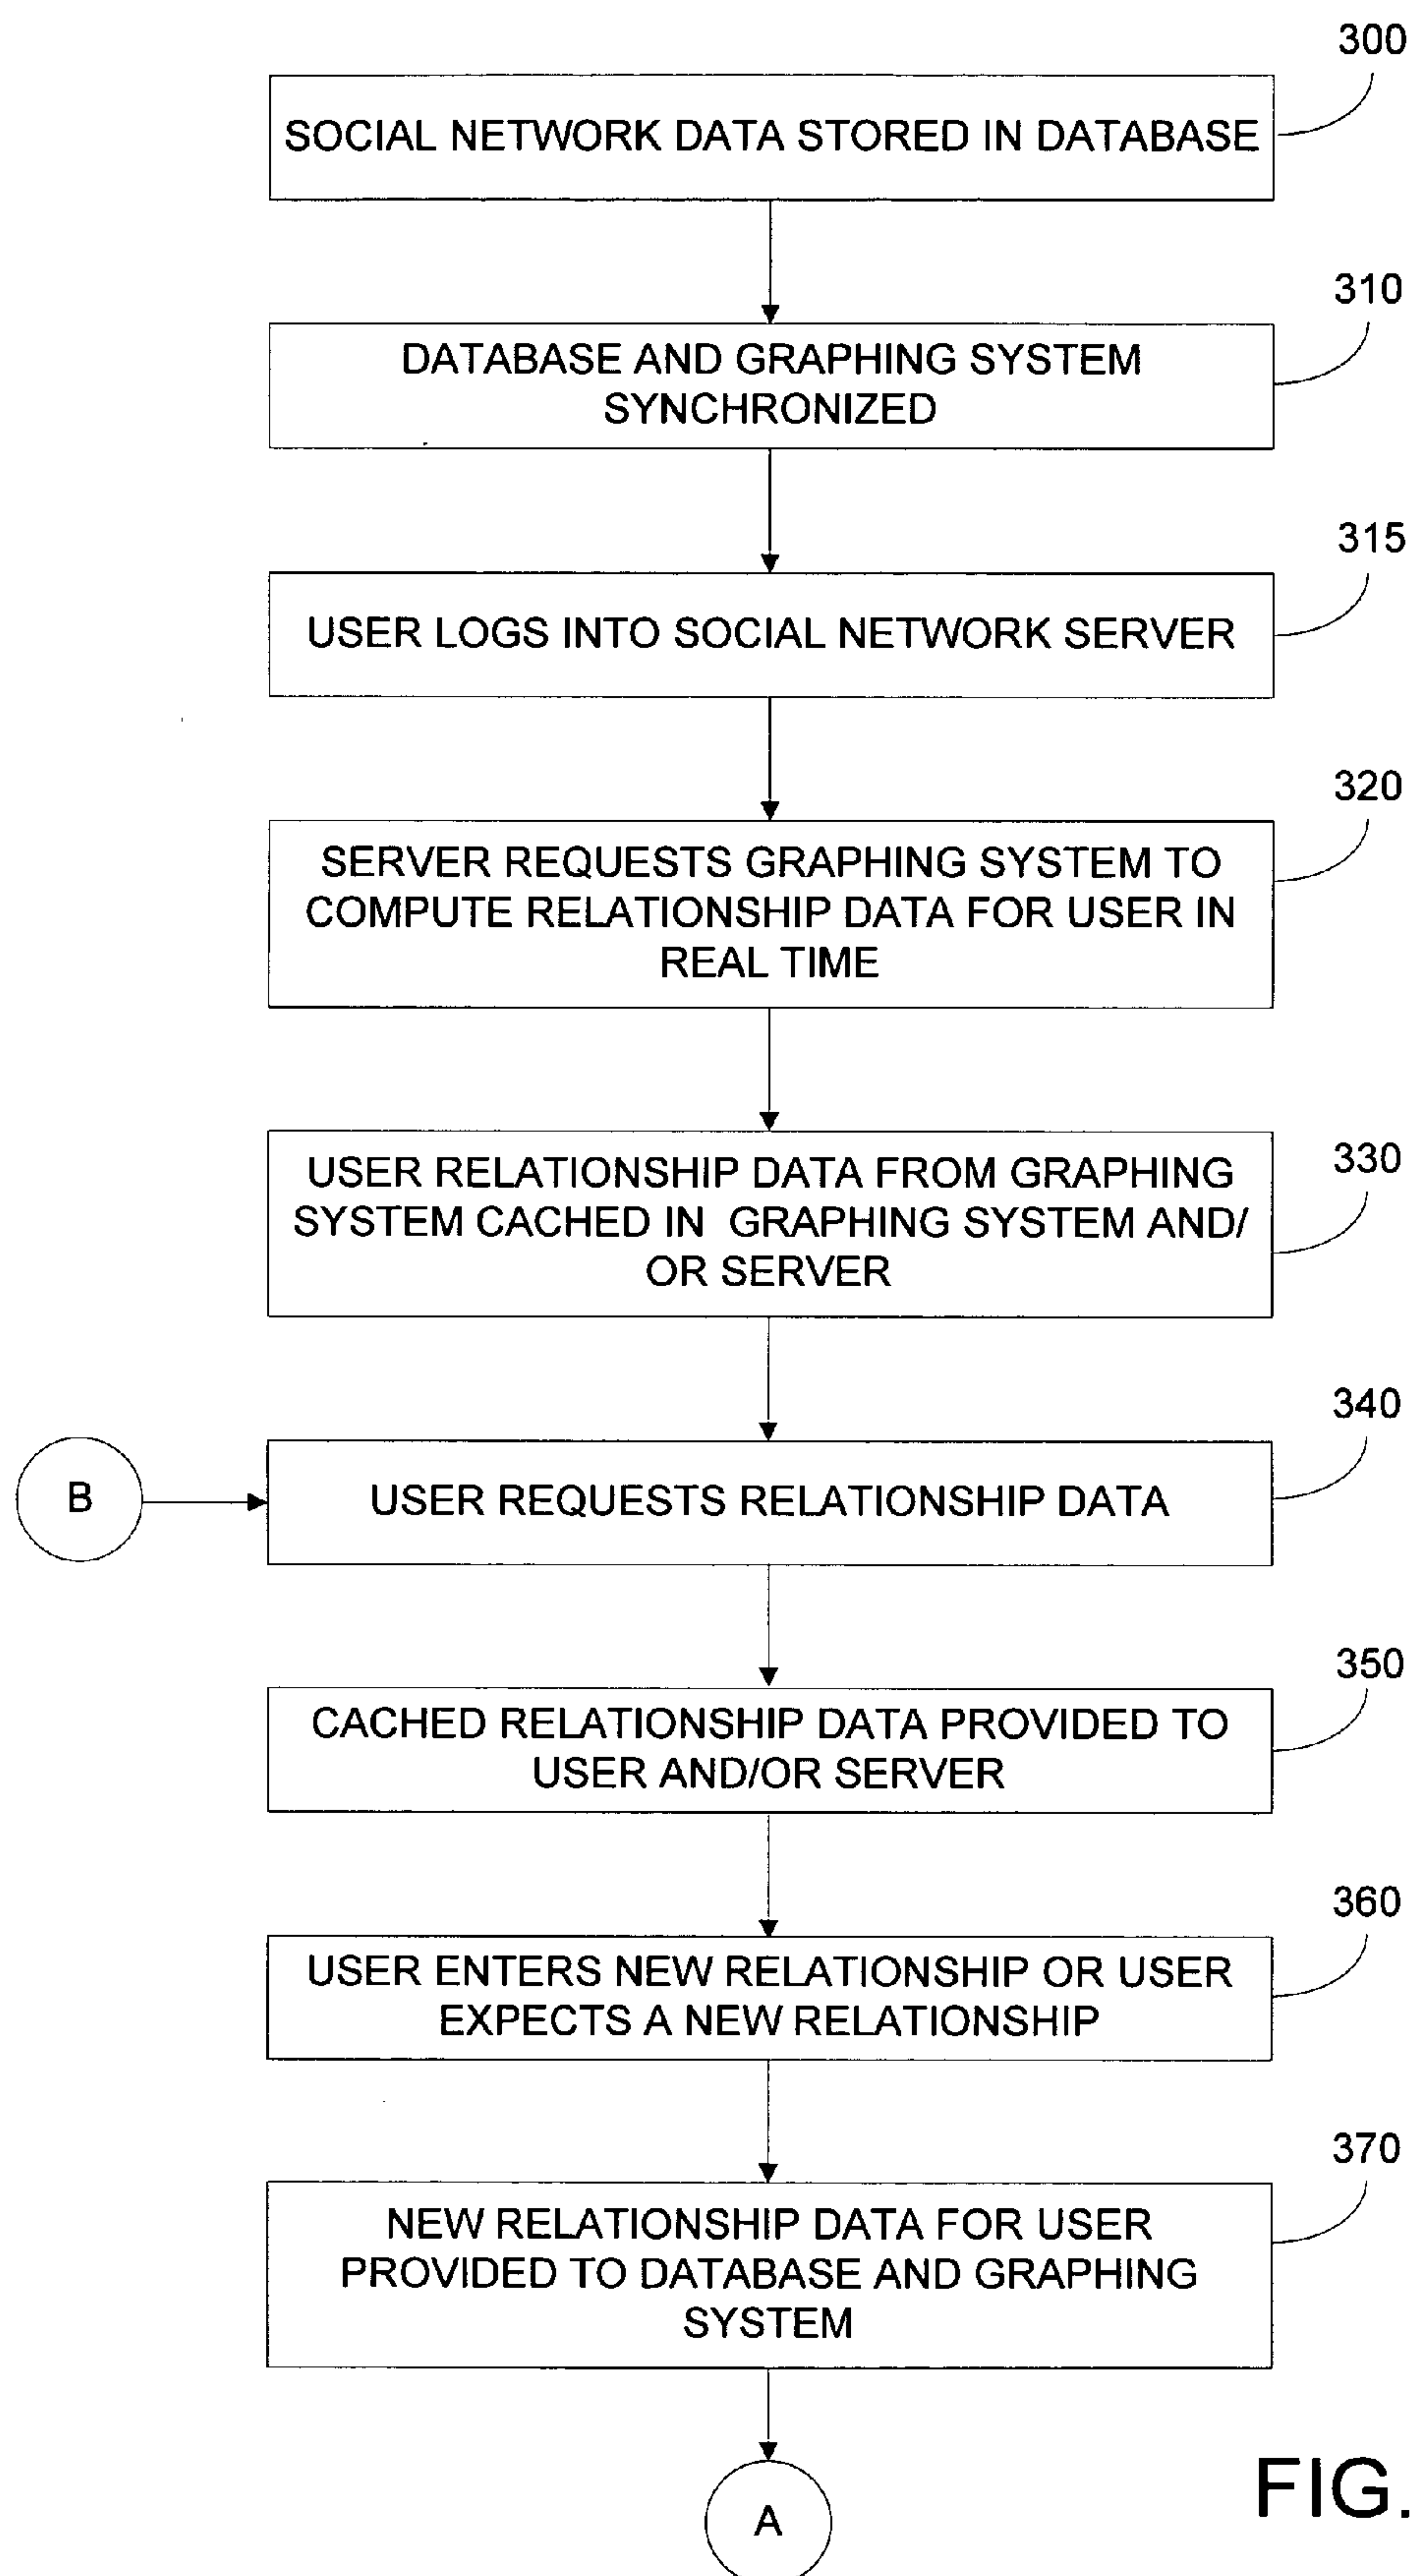 300
SOCIAL NETWORK DATA STORED IN DATABASE
310
DATABASE AND GRAPHING SYSTEM
SYNCHRONIZED
315
USER LOGS INTO SOCIAL NETWORK SERVER
320
SERVER REQUESTS GRAPHING SYSTEM TO
COMPUTE RELATIONSHIP DATA FOR USER IN
REAL TIME
330
USER RELATIONSHIP DATA FROM GRAPHING
SYSTEM CACHED IN GRAPHING SYSTEM AND/
OR SERVER
340
B
USER REQUESTS RELATIONSHIP DATA
350
CACHED RELATIONSHIP DATA PROVIDED TO
USER AND/OR SERVER
360
USER ENTERS NEW RELATIONSHIP OR USER
EXPECTS A NEW RELATIONSHIP
370
NEW RELATIONSHIP DATA FOR USER
PROVIDED TO DATABASE AND GRAPHING
SYSTEM
FIG.
A